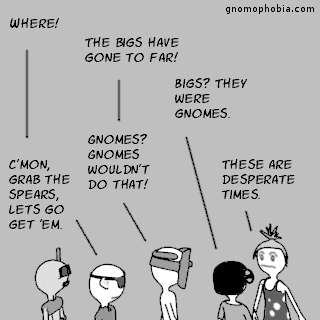 gnomophobia.com
WHERE!
THE BIGS HAVE
GONE TO FAR!
BIGS? THEY
WERE
GNOMES.
GNOMES?
GNOMES
WOULDN'T
DO THAT!
C'MON,
GRAB THE
SPEARS,
LETS GO
GET 'EM.
THESE ARE
DESPERATE
TIMES.